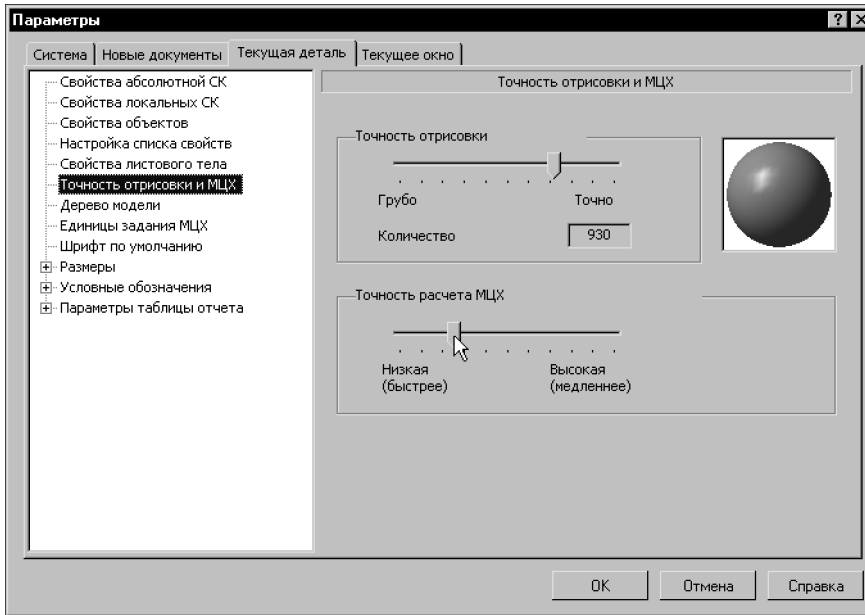 Параметры
Система Новые документы Текущая деталь Текущее окно
Свойства абсолютной СК
Свойства локальных СК
Свойства объектов
Настройка списка свойств
Свойства листового тела
Точность отрисовки и МЦХ
Дерево модели
Единицы задания МЦХ
Шрифт по умолчанию
Размеры
Условные обозначения
Параметры таблицы отчета
Точность отрисовки и МЦХ
Точность отрисовки
Грубо Точно
Количество 930
Точность расчета МЦХ
Низкая Высокая
(быстрее) (медленнее)
OK Отмена Справка